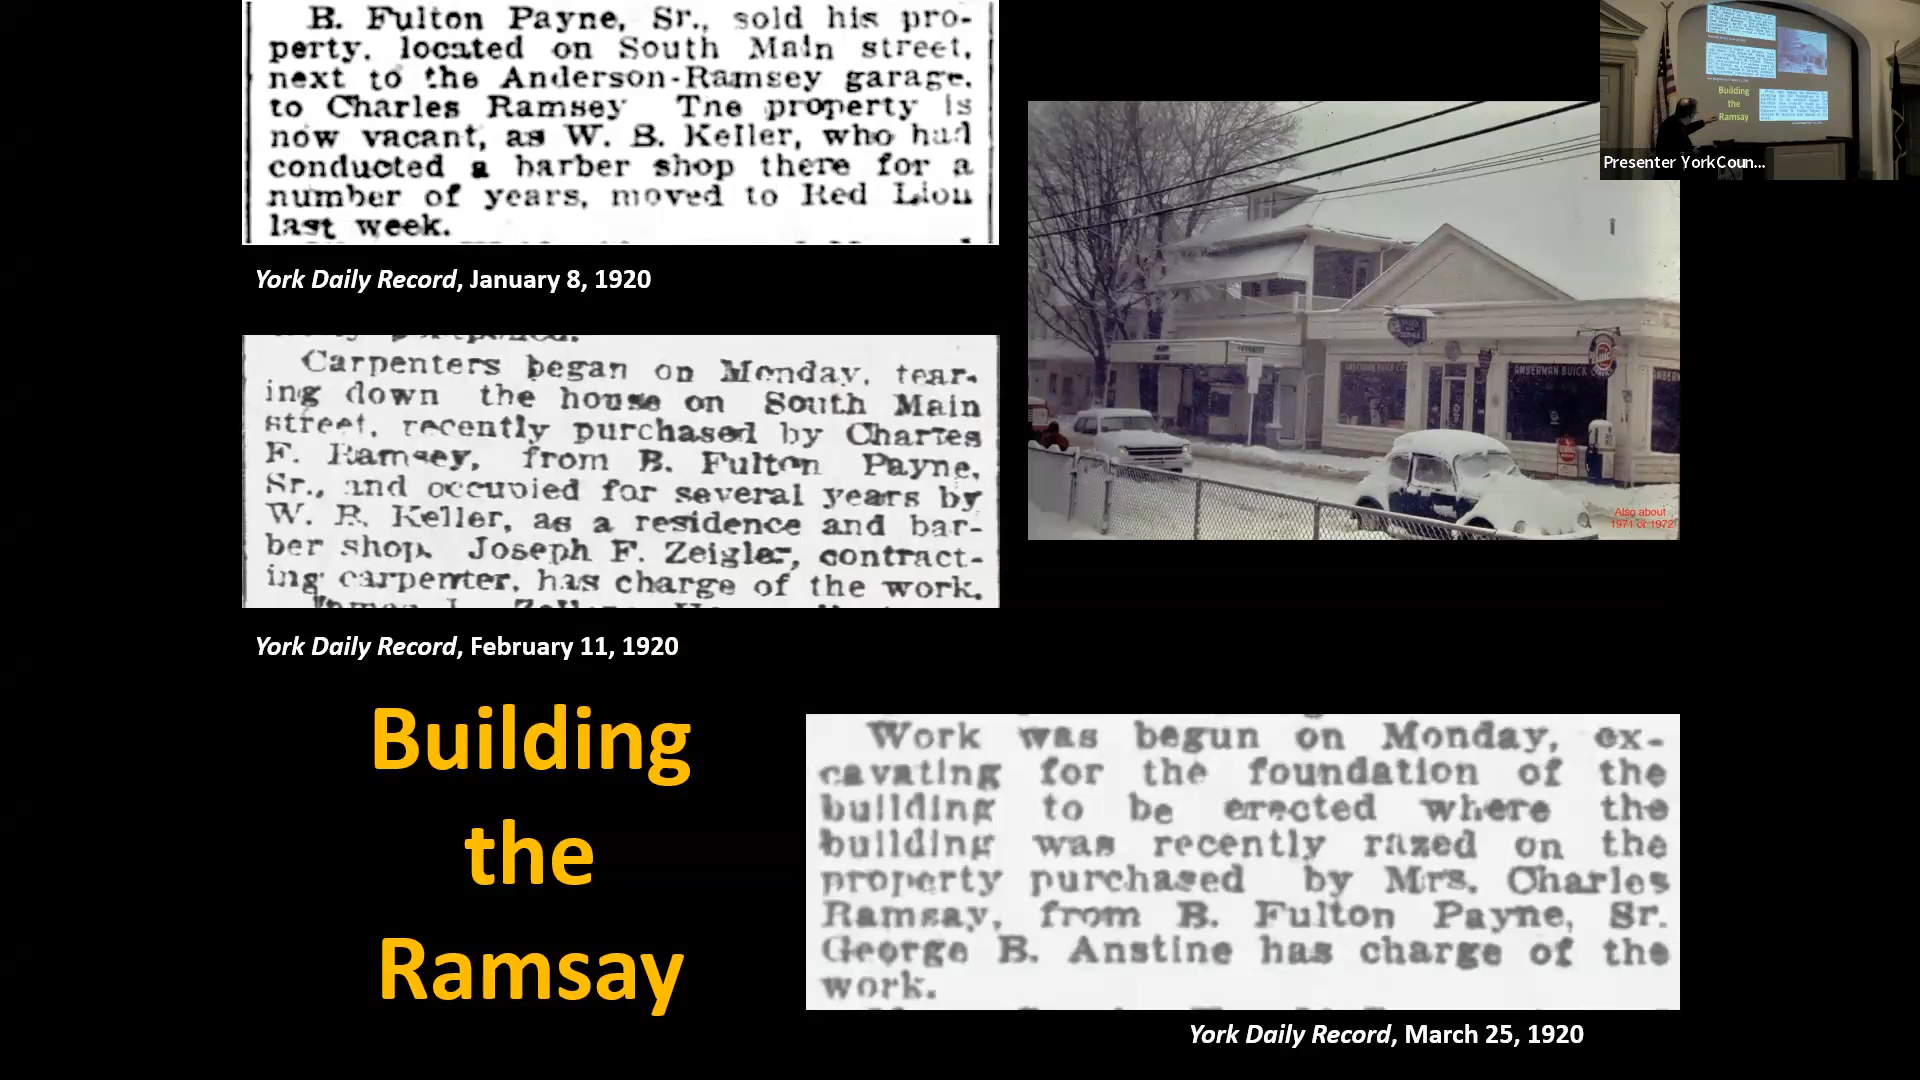 B. Fulton Payne, Sr., sold his pro-
perty, located on South Main street,
next to the Anderson-Ramsey garage,
to Charles Ramsey The property is
now vacant, as W. B. Keller, who had
conducted a barber shop there for a
number of years, moved to Red Lion
last week.
York Daily Record, January 8, 1920
Carpenters began on Monday, tear-
ing down the house on South Main
street, recently purchased by Charles
F. Ramsey, from B. Fulton Payne,
Sr., and occupied for several years by
W. B. Keller, as a residence and bar-
ber shop. Joseph F. Zeigler, contract-
ing carpenter, has charge of the work.
York Daily Record, February 11, 1920
Building
the
Ramsay
AMBERMAN BUICK CO
AMBERMAN BUICK
Also about
1971 or 1972
Presenter YorkCoun...
Building
the
Ramsay
Work was begun on Monday, ex-
cavating for the foundation of the
building to be erected where the
building was recently razed on the
property purchased by Mrs. Charles
Ramsay, from B. Fulton Payne, Sr.
George B. Anstine has charge of the
work.
York Daily Record, March 25, 1920